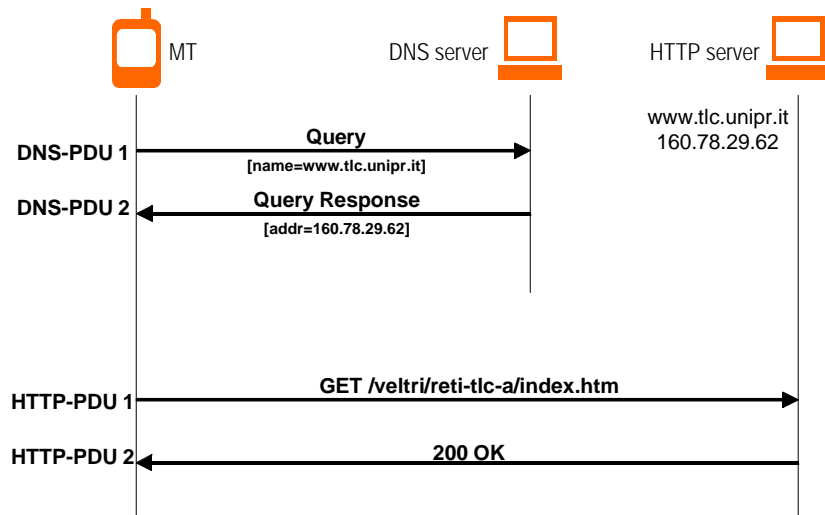 MT
DNS server
HTTP server
www.tlc.unipr.it
160.78.29.62
DNS-PDU 1
Query
[name=www.tlc.unipr.it]
DNS-PDU 2
Query Response
[addr=160.78.29.62]
HTTP-PDU 1
GET /veltri/reti-tlc-a/index.htm
HTTP-PDU 2
200 OK